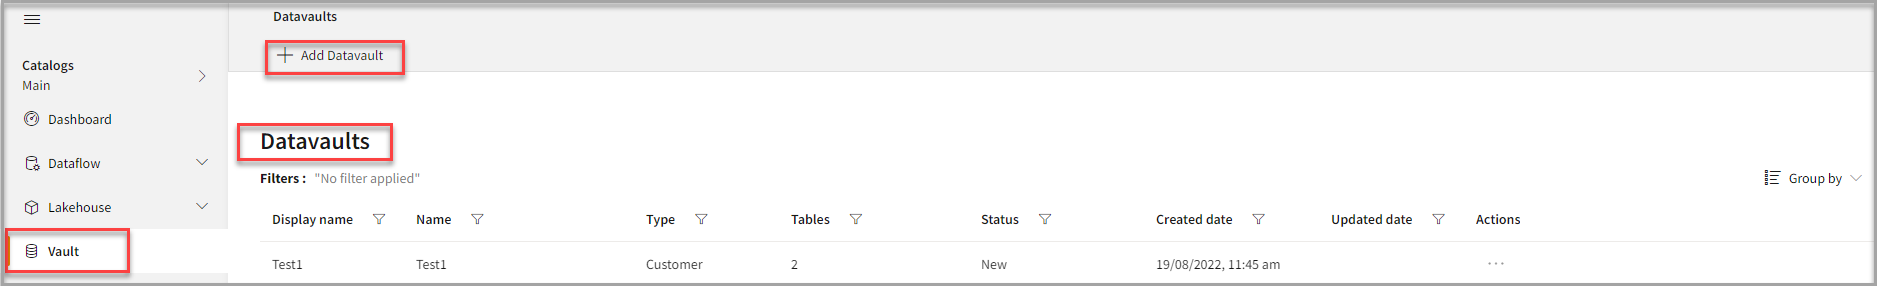 Datavaults
Add Datavault
Catalogs
Main
Dashboard
Dataflow
Lakehouse
Vault
Datavaults
Filters : "No filter applied"
Group by
Display name Name Type Tables Status Created date Updated date Actions
Test1 Test1 Customer 2 New 19/08/2022, 11:45 am ...